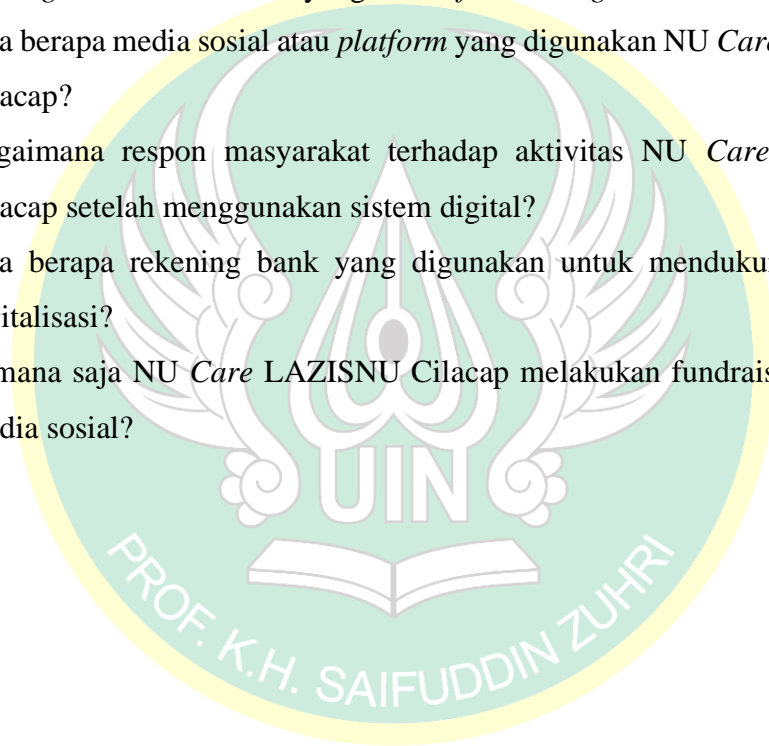 a berapa media sosial atau platform yang digunakan NU Care
acap?
gaimana respon masyarakat terhadap aktivitas NU Care
acap setelah menggunakan sistem digital?
a berapa rekening bank yang digunakan untuk menduku
italisasi?
mana saja NU Care LAZISNU Cilacap melakukan fundrais
dia sosial?
UIN
PROF. K.H. SAIFUDDIN ZUHRI